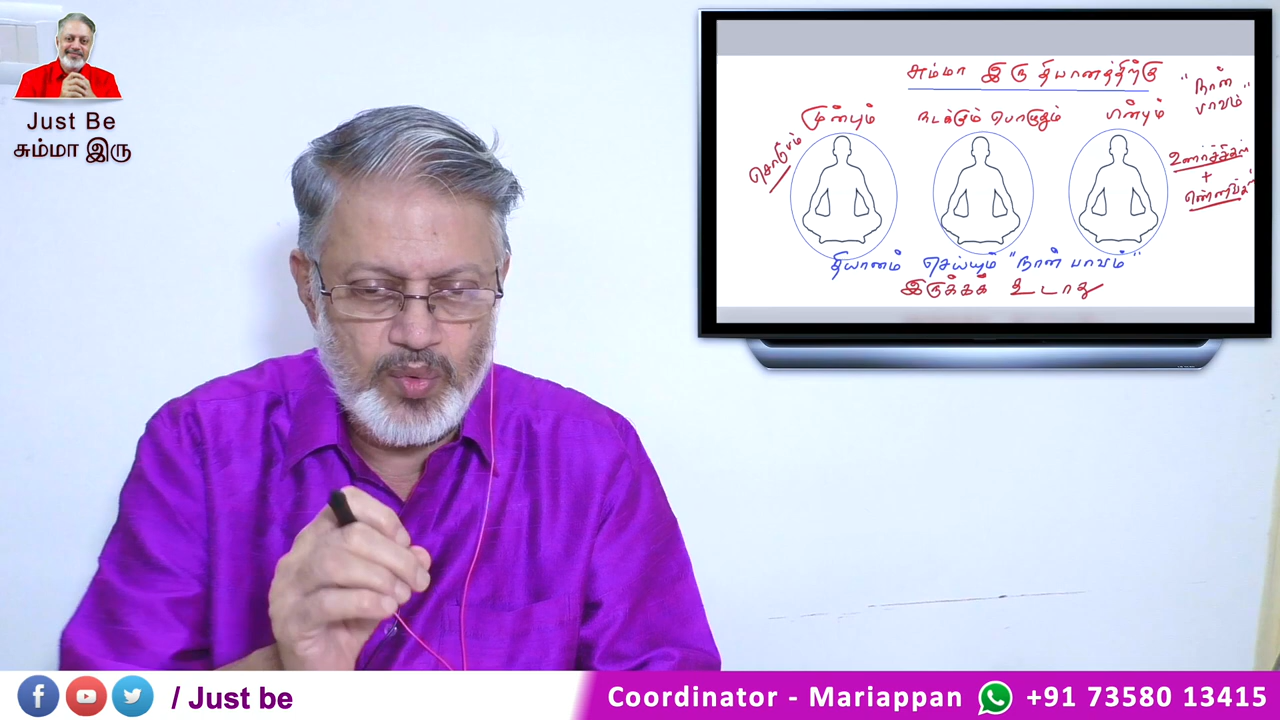 Just Be
சும்மா இரு
சும்மா இரு தியானத்திற்கு
"நான்
பாவம்"
முன்பும் நடக்கும் பொழுதும் பின்பும்
சொரூபம்
உணர்ச்சிகள்
+
எண்ணங்கள்
தியானம் செய்யும் "நான் பாவம்"
இருக்கக் கூடாது
/ Just be
Coordinator - Mariappan +91 73580 13415